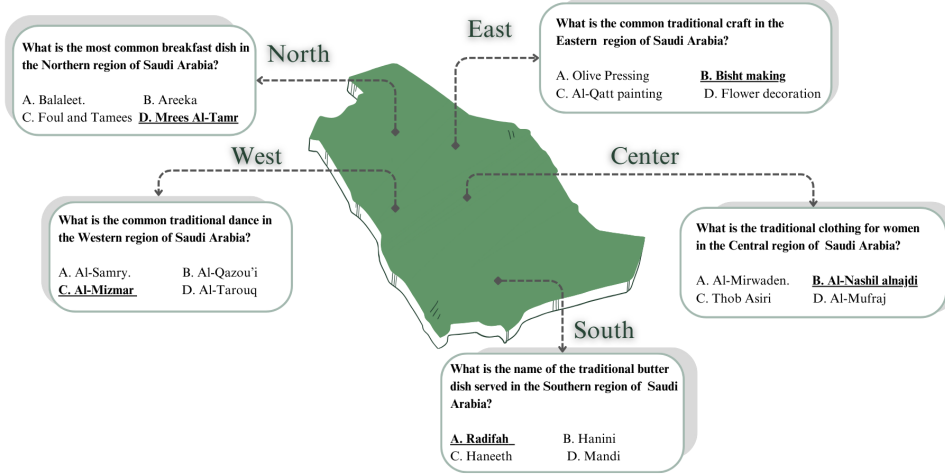 North
What is the most common breakfast dish in
the Northern region of Saudi Arabia?
A. Balaleet. B. Areeka
C. Foul and Tamees D. Mrees Al-Tamr
East
What is the common traditional craft in the
Eastern region of Saudi Arabia?
A. Olive Pressing B. Bisht making
C. Al-Qatt painting D. Flower decoration
West
What is the common traditional dance in
the Western region of Saudi Arabia?
A. Al-Samry. B. Al-Qazou'i
C. Al-Mizmar D. Al-Tarouq
Center
What is the traditional clothing for women
in the Central region of Saudi Arabia?
A. Al-Mirwaden. B. Al-Nashil alnajdi
C. Thob Asiri D. Al-Mufraj
South
What is the name of the traditional butter
dish served in the Southern region of Saudi
Arabia?
A. Radifah B. Hanini
C. Haneeth D. Mandi